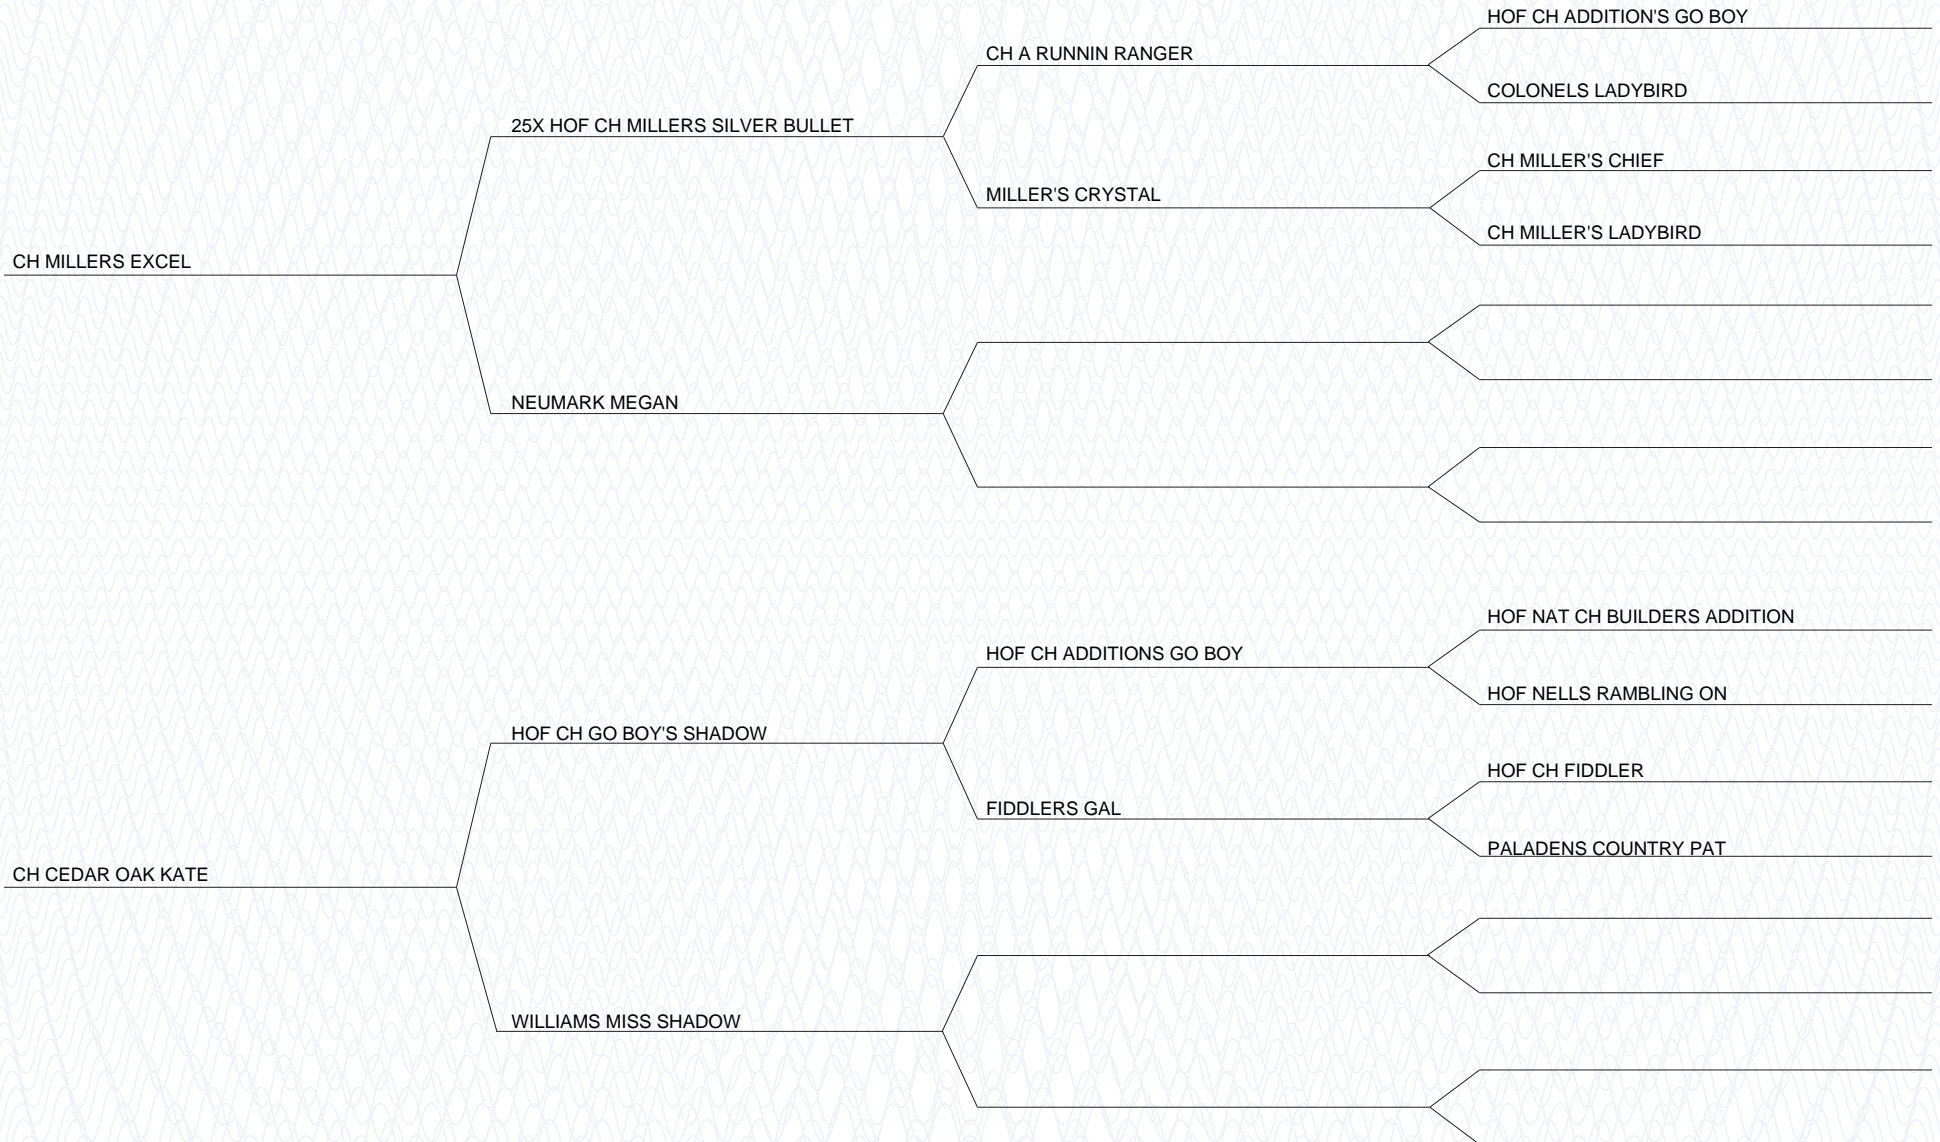 HOF CH ADDITION'S GO BOY
CH A RUNNIN RANGER
COLONELS LADYBIRD
25X HOF CH MILLERS SILVER BULLET
CH MILLER'S CHIEF
MILLER'S CRYSTAL
CH MILLER'S LADYBIRD
CH MILLERS EXCEL
NEUMARK MEGAN
HOF NAT CH BUILDERS ADDITION
HOF CH ADDITIONS GO BOY
HOF NELLS RAMBLING ON
HOF CH GO BOY'S SHADOW
HOF CH FIDDLER
FIDDLERS GAL
PALADENS COUNTRY PAT
CH CEDAR OAK KATE
WILLIAMS MISS SHADOW